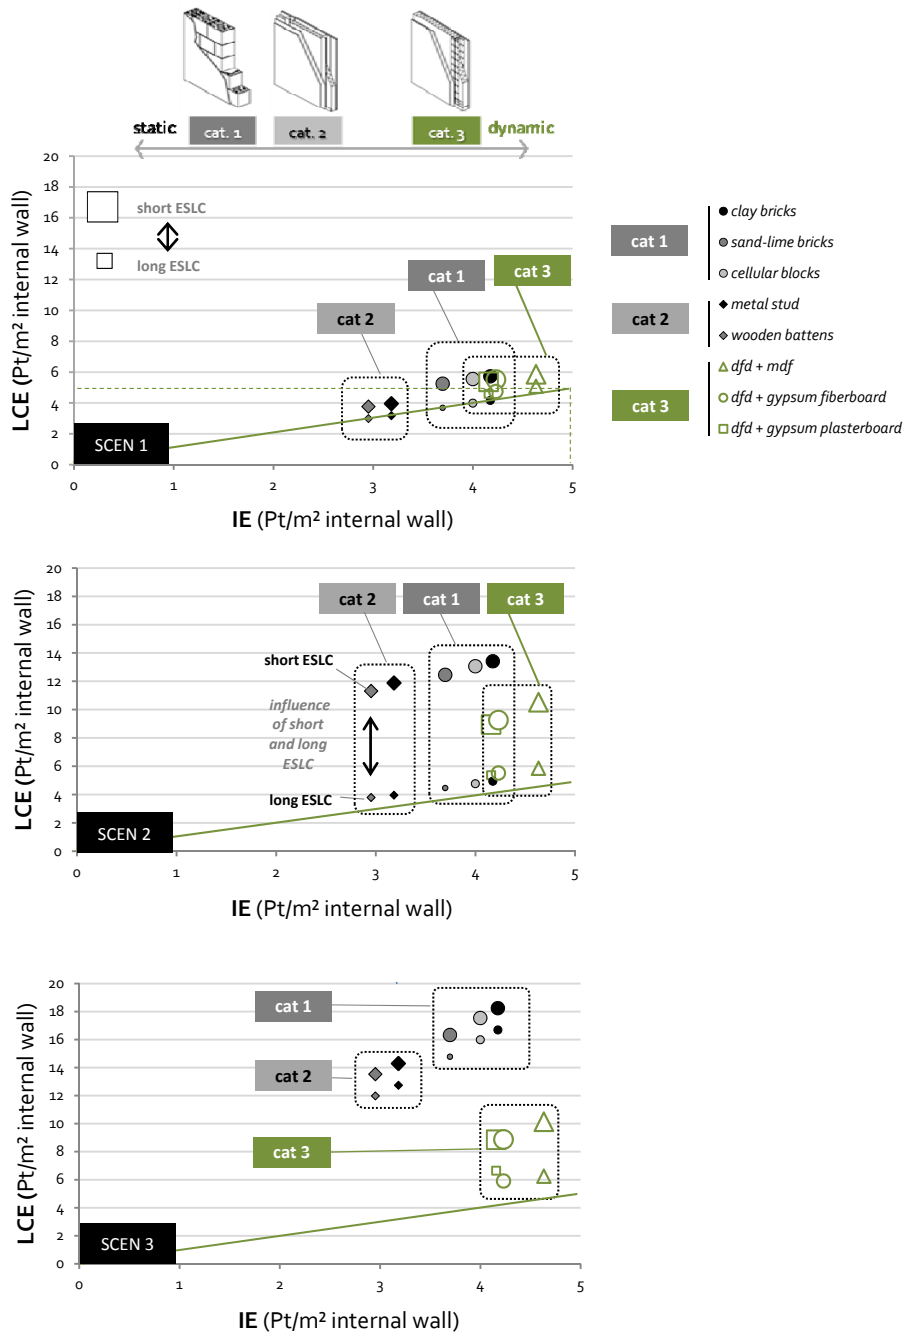 static
cat. 1
cat. 2
cat. 3
dynamic
LCE (Pt/m² internal wall)
20
18
16
14
12
10
8
6
4
2
0
short ESLC
long ESLC
cat 2
cat 1
cat 3
SCEN 1
0
1
2
3
4
5
IE (Pt/m² internal wall)
cat 1
clay bricks
sand-lime bricks
cellular blocks
cat 2
metal stud
wooden battens
cat 3
dfd + mdf
dfd + gypsum fiberboard
dfd + gypsum plasterboard
LCE (Pt/m² internal wall)
20
18
16
14
12
10
8
6
4
2
0
cat 2
cat 1
cat 3
short ESLC
influence
of short
and long
ESLC
long ESLC
SCEN 2
0
1
2
3
4
5
IE (Pt/m² internal wall)
LCE (Pt/m² internal wall)
20
18
16
14
12
10
8
6
4
2
0
cat 1
cat 2
cat 3
SCEN 3
0
1
2
3
4
5
IE (Pt/m² internal wall)